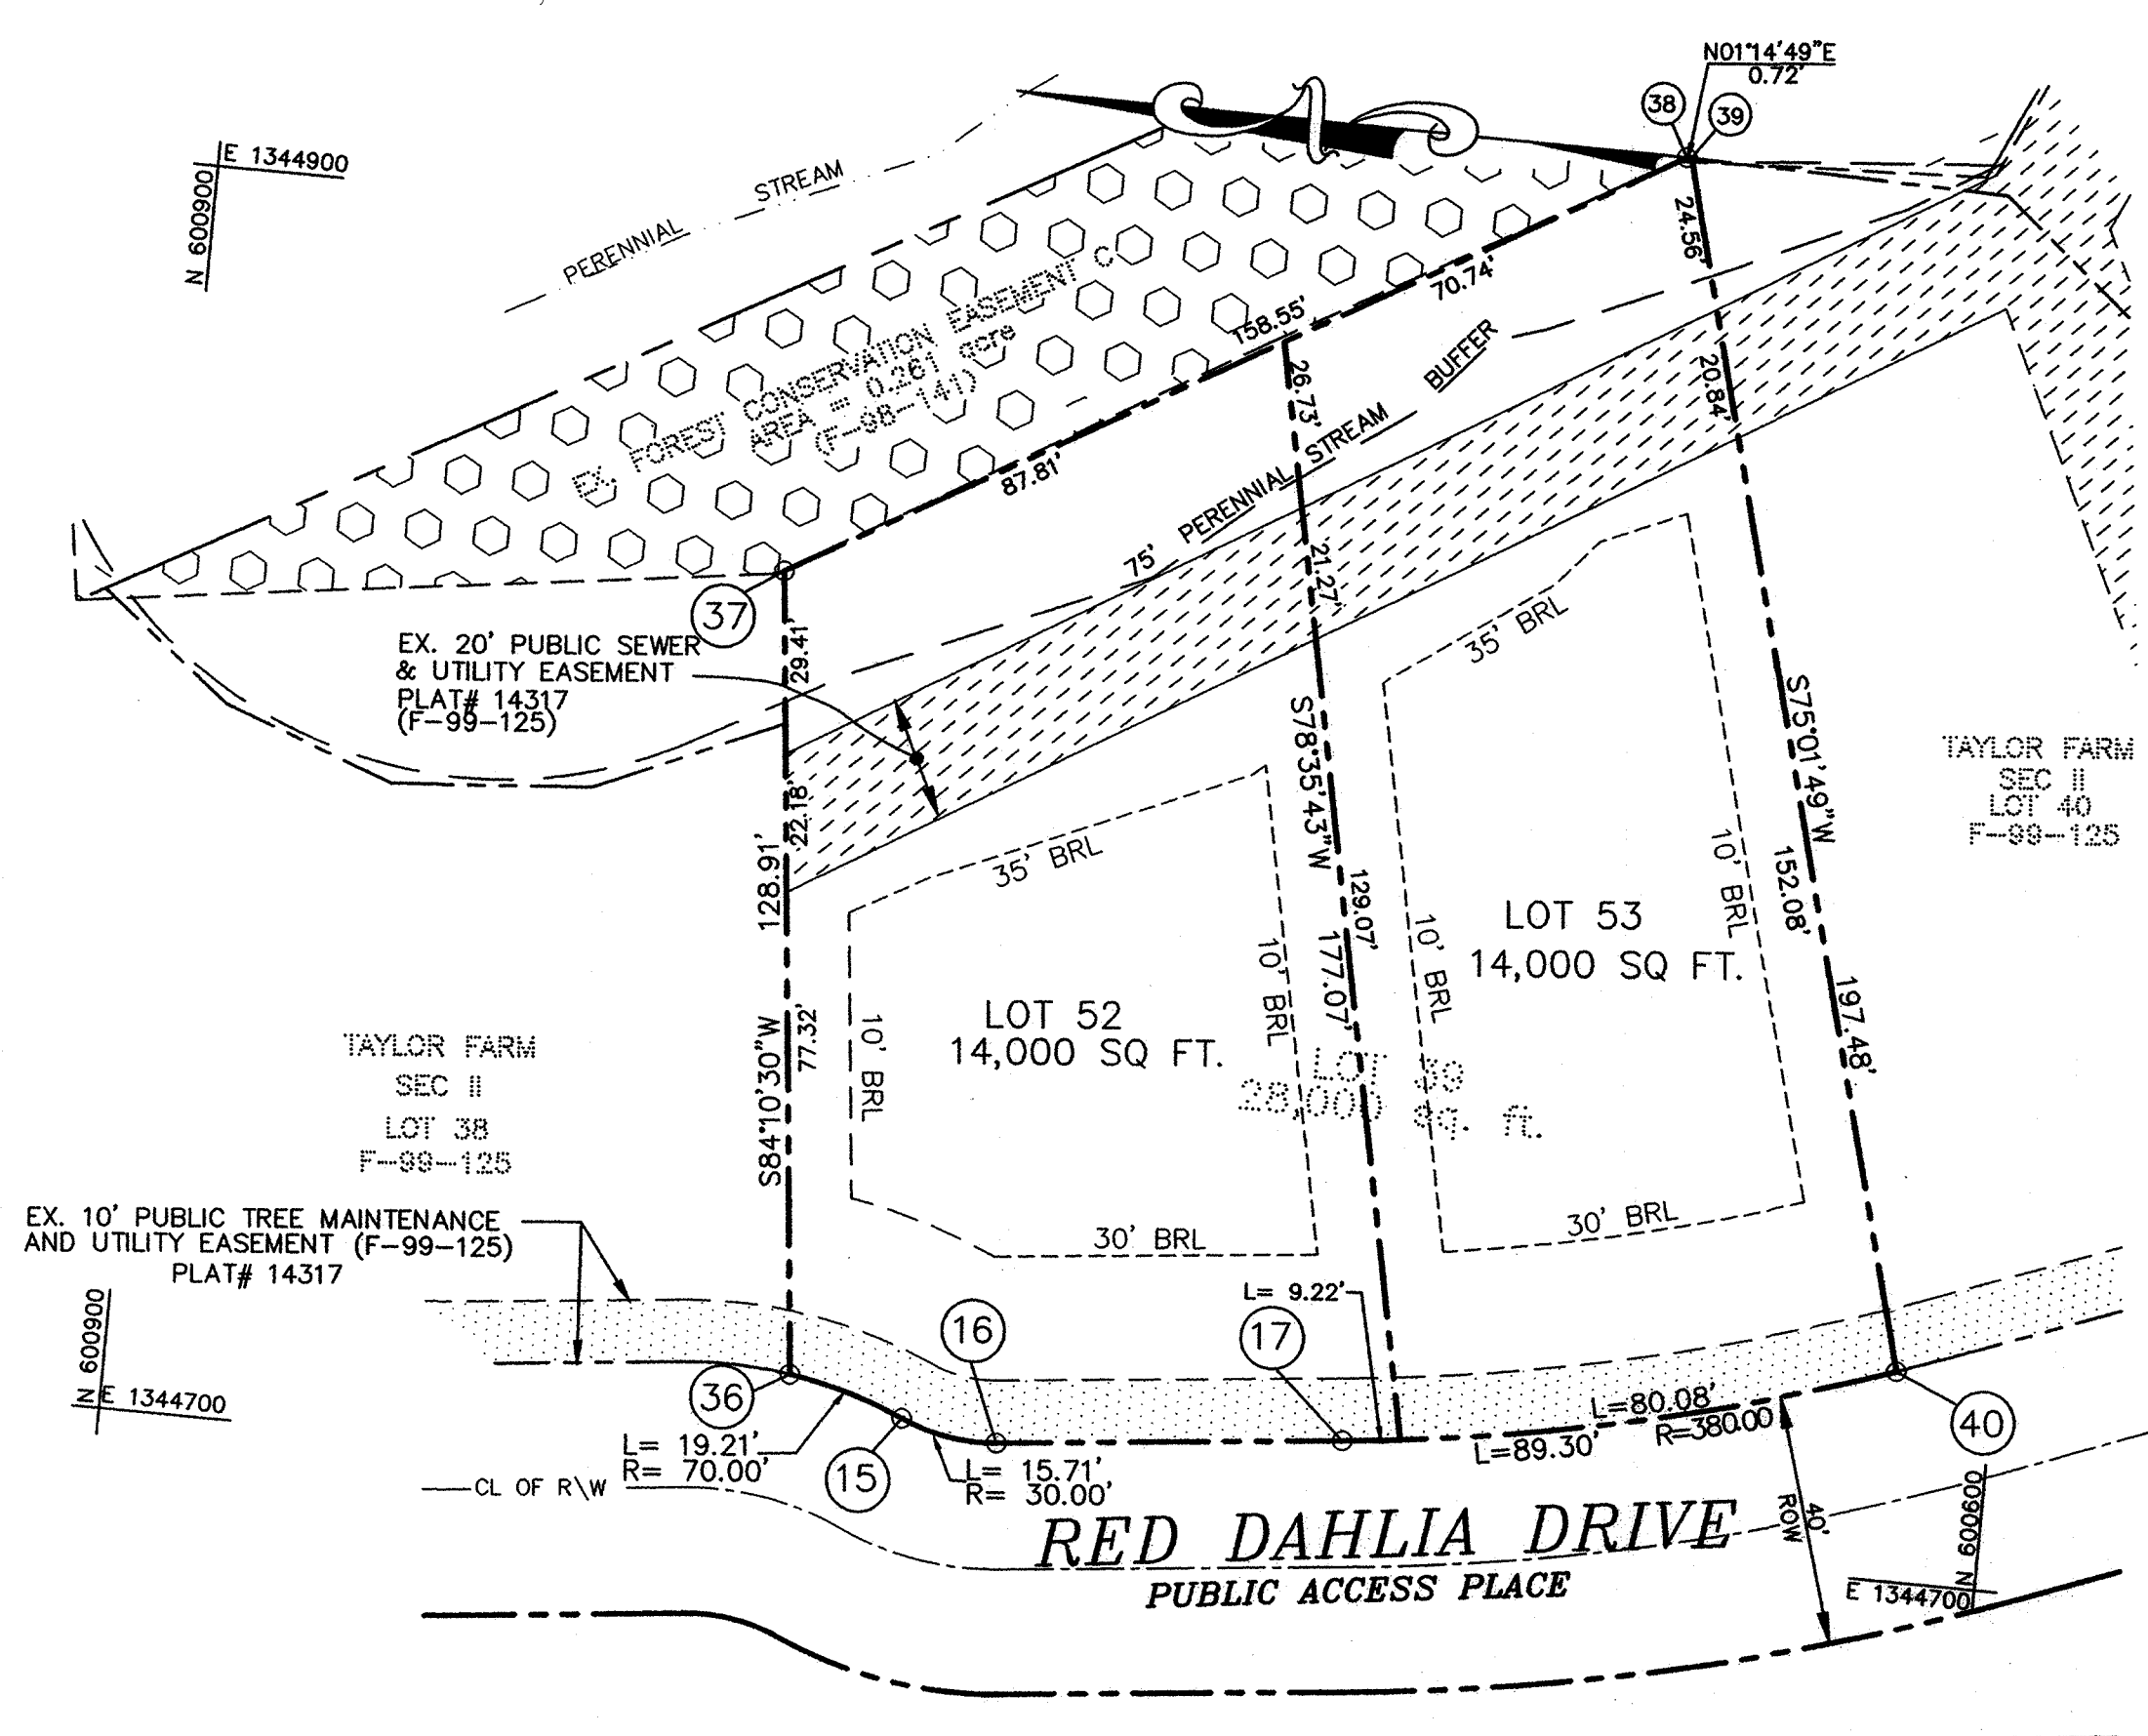 N01°14'49"E
0.72'
38
39
E 1344900
N 600900
PERENNIAL STREAM
24.56'
70.74'
158.55'
EX. FOREST CONSERVATION EASEMENT C
AREA = 0.261 acre
(F-98-141)
75' PERENNIAL STREAM BUFFER
26.73'
20.84'
87.81'
21.27'
37
EX. 20' PUBLIC SEWER
& UTILITY EASEMENT
PLAT# 14317
(F-99-125)
29.41'
22.18'
128.91'
S84°10'30"W
77.32'
35' BRL
35' BRL
S78°35'43"W
129.07'
177.07'
S75°01'49"W
152.08'
197.48'
TAYLOR FARM
SEC II
LOT 40
F-99-125
10' BRL
10' BRL
10' BRL
10' BRL
LOT 53
14,000 SQ FT.
LOT 52
14,000 SQ FT.
LOT 39
28,000 sq. ft.
TAYLOR FARM
SEC II
LOT 38
F-99-125
30' BRL
30' BRL
EX. 10' PUBLIC TREE MAINTENANCE
AND UTILITY EASEMENT (F-99-125)
PLAT# 14317
N 600900
E 1344700
L= 9.22'
16
17
36
15
40
L= 19.21'
R= 70.00'
L= 15.71'
R= 30.00'
L=80.08'
R=380.00
L=89.30'
CL OF R\W
RED DAHLIA DRIVE
PUBLIC ACCESS PLACE
40'
ROW
N 600600
E 1344700